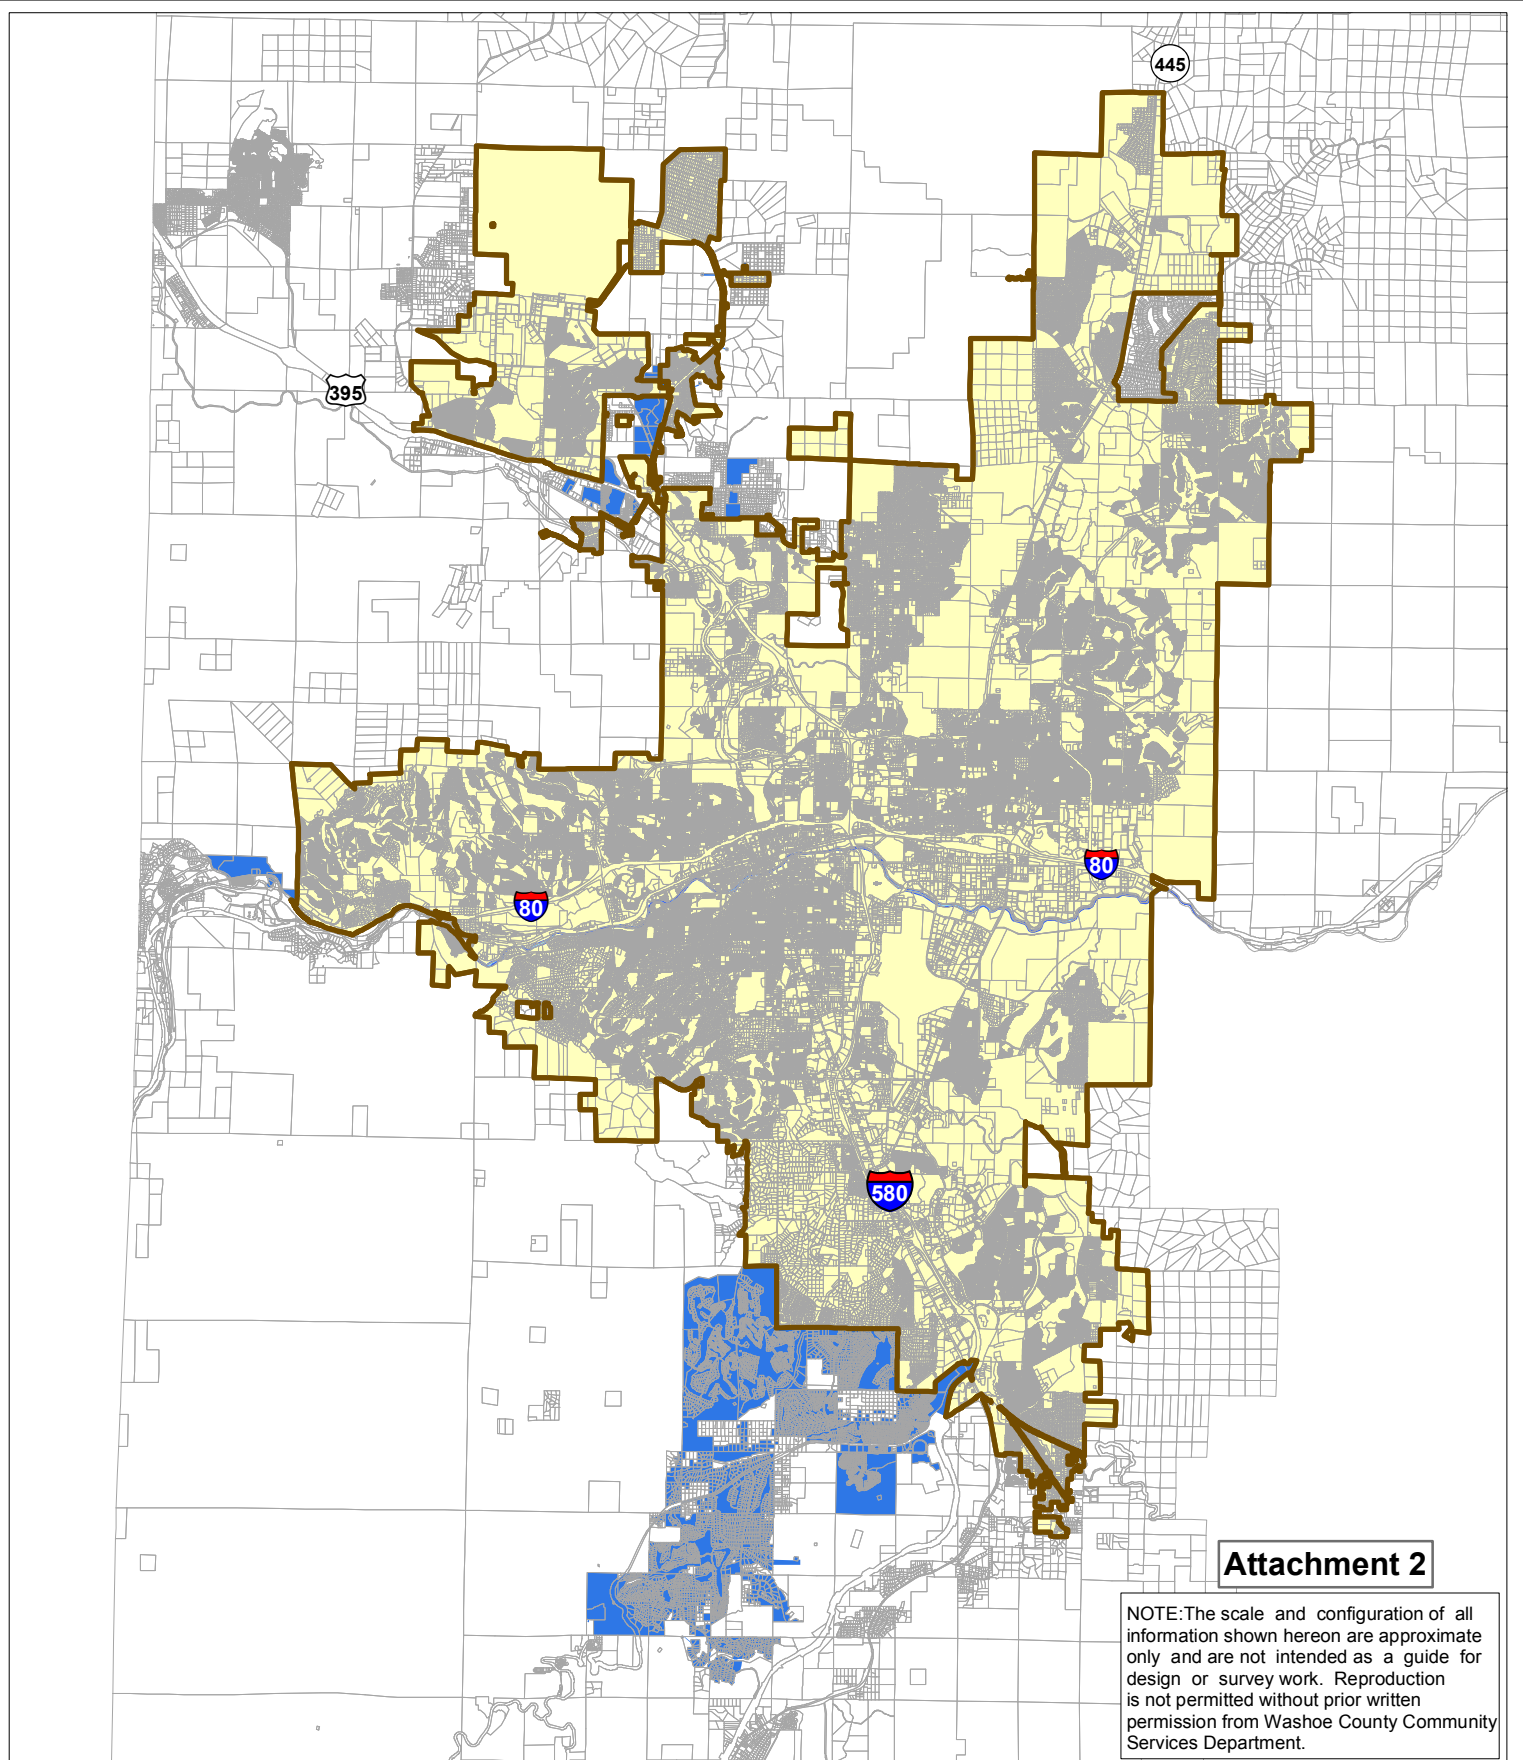 445
395
80
80
580
Attachment 2
NOTE:The scale and configuration of all
information shown hereon are approximate
only and are not intended as a guide for
design or survey work. Reproduction
is not permitted without prior written
permission from Washoe County Community
Services Department.